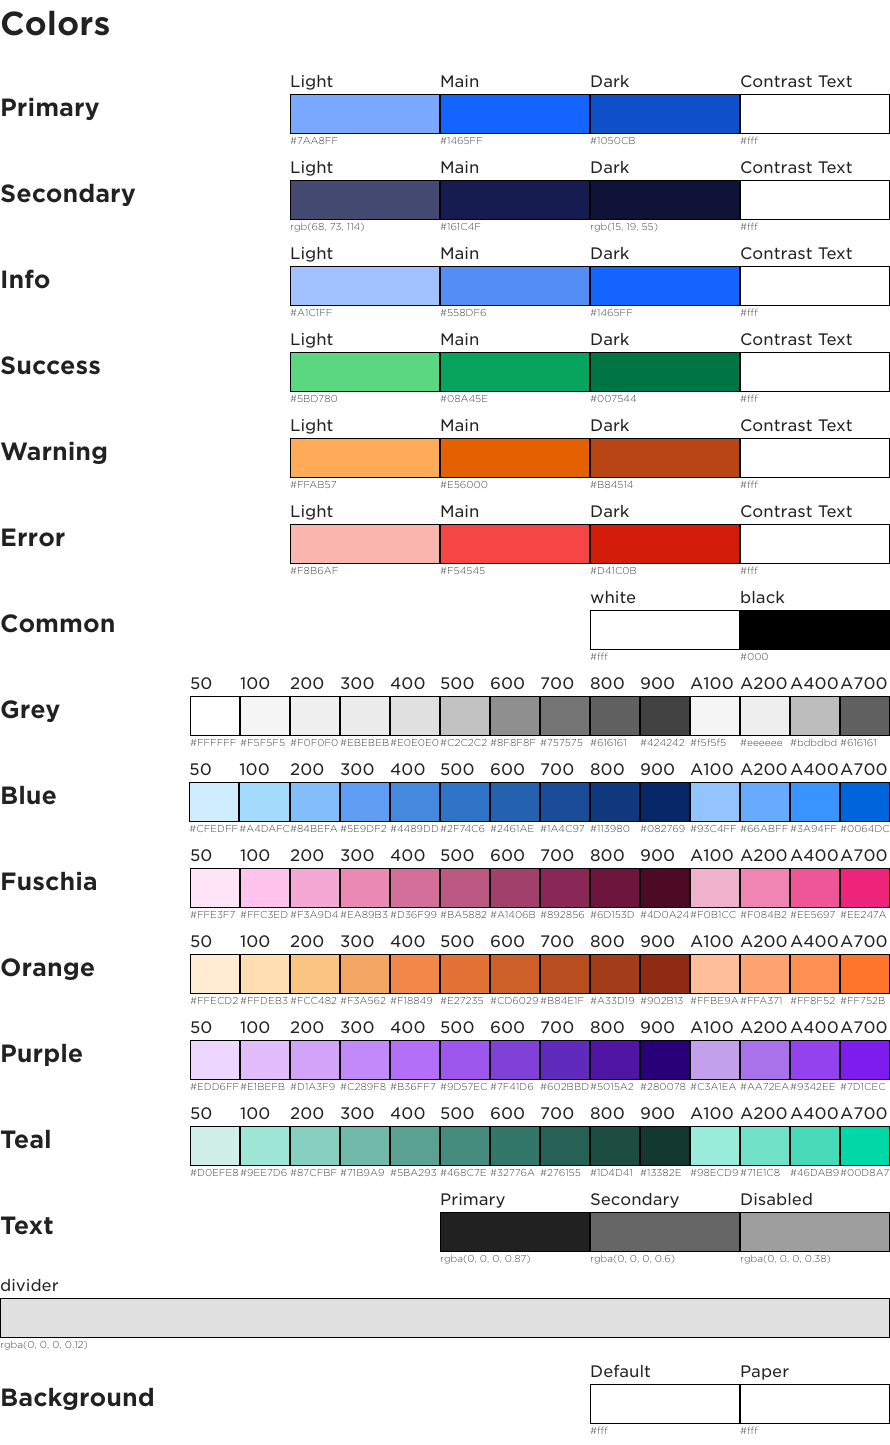 Colors
Light Main Dark Contrast Text
Primary
#7AA8FF #1465FF #1050CB #fff
Light Main Dark Contrast Text
Secondary
rgb(68, 73, 114) #161C4F rgb(15, 19, 55) #fff
Light Main Dark Contrast Text
Info
#A1C1FF #558DF6 #1465FF #fff
Light Main Dark Contrast Text
Success
#5BD780 #08A45E #007544 #fff
Light Main Dark Contrast Text
Warning
#FFAB57 #E56000 #B84514 #fff
Light Main Dark Contrast Text
Error
#F8B6AF #F54545 #D41C0B #fff
white black
Common
#fff #000
50 100 200 300 400 500 600 700 800 900 A100 A200 A400 A700
Grey
#FFFFFF #F5F5F5 #F0F0F0 #EBEBEB #E0E0E0 #C2C2C2 #8F8F8F #757575 #616161 #424242 #f5f5f5 #eeeeee #bdbdbd #616161
50 100 200 300 400 500 600 700 800 900 A100 A200 A400 A700
Blue
#CFEDFF #A4DAFC #84BEFA #5E9DF2 #4489DD #2F74C6 #2461AE #1A4C97 #113980 #082769 #93C4FF #66ABFF #3A94FF #0064DC
50 100 200 300 400 500 600 700 800 900 A100 A200 A400 A700
Fuschia
#FFE3F7 #FFC3ED #F3A9D4 #EA89B3 #D36F99 #BA5882 #A1406B #892856 #6D153D #4D0A24 #F0B1CC #F084B2 #EE5697 #EE247A
50 100 200 300 400 500 600 700 800 900 A100 A200 A400 A700
Orange
#FFECD2 #FFDEB3 #FCC482 #F3A562 #F18849 #E27235 #CD6029 #B84E1F #A33D19 #902B13 #FFBE9A #FFA371 #FF8F52 #FF752B
50 100 200 300 400 500 600 700 800 900 A100 A200 A400 A700
Purple
#EDD6FF #E1BEFB #D1A3F9 #C289F8 #B36FF7 #9D57EC #7F41D6 #602BBD #5015A2 #280078 #C3A1EA #AA72EA #9342EE #7D1CEC
50 100 200 300 400 500 600 700 800 900 A100 A200 A400 A700
Teal
#D0EFE8 #9EE7D6 #87CFBF #71B9A9 #5BA293 #468C7E #32776A #276155 #1D4D41 #13382E #98ECD9 #71E1C8 #46DAB9 #00D8A7
Primary Secondary Disabled
Text
rgba(0, 0, 0, 0.87) rgba(0, 0, 0, 0.6) rgba(0, 0, 0, 0.38)
divider
rgba(0, 0, 0, 0.12)
Default Paper
Background
#fff #fff